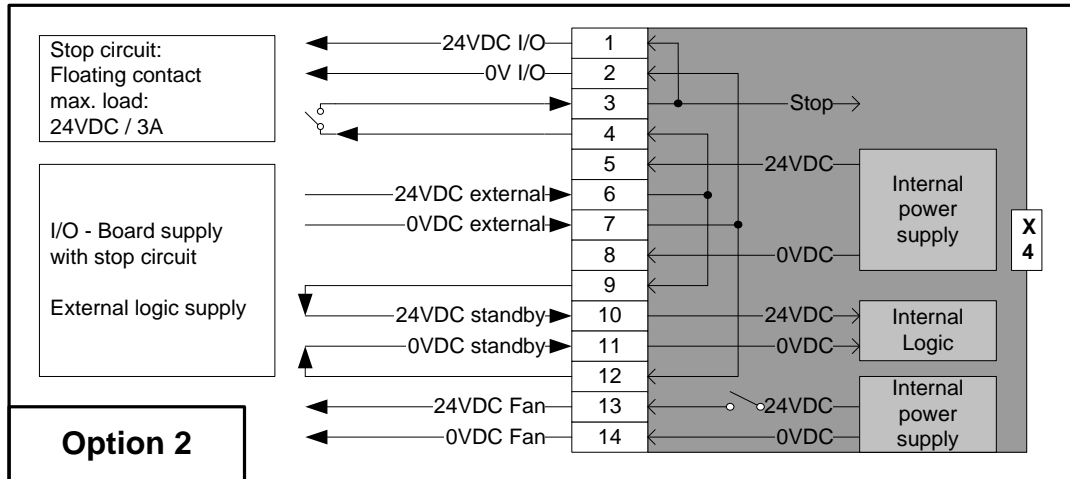 Stop circuit:
Floating contact
max. load:
24VDC / 3A
I/O - Board supply
with stop circuit
External logic supply
Option 2
24VDC I/O
0V I/O
24VDC external
0VDC external
24VDC standby
0VDC standby
24VDC Fan
0VDC Fan
1
2
3
4
5
6
7
8
9
10
11
12
13
14
Stop
24VDC
0VDC
24VDC
0VDC
24VDC
0VDC
Internal
power
supply
Internal
Logic
Internal
power
supply
X
4